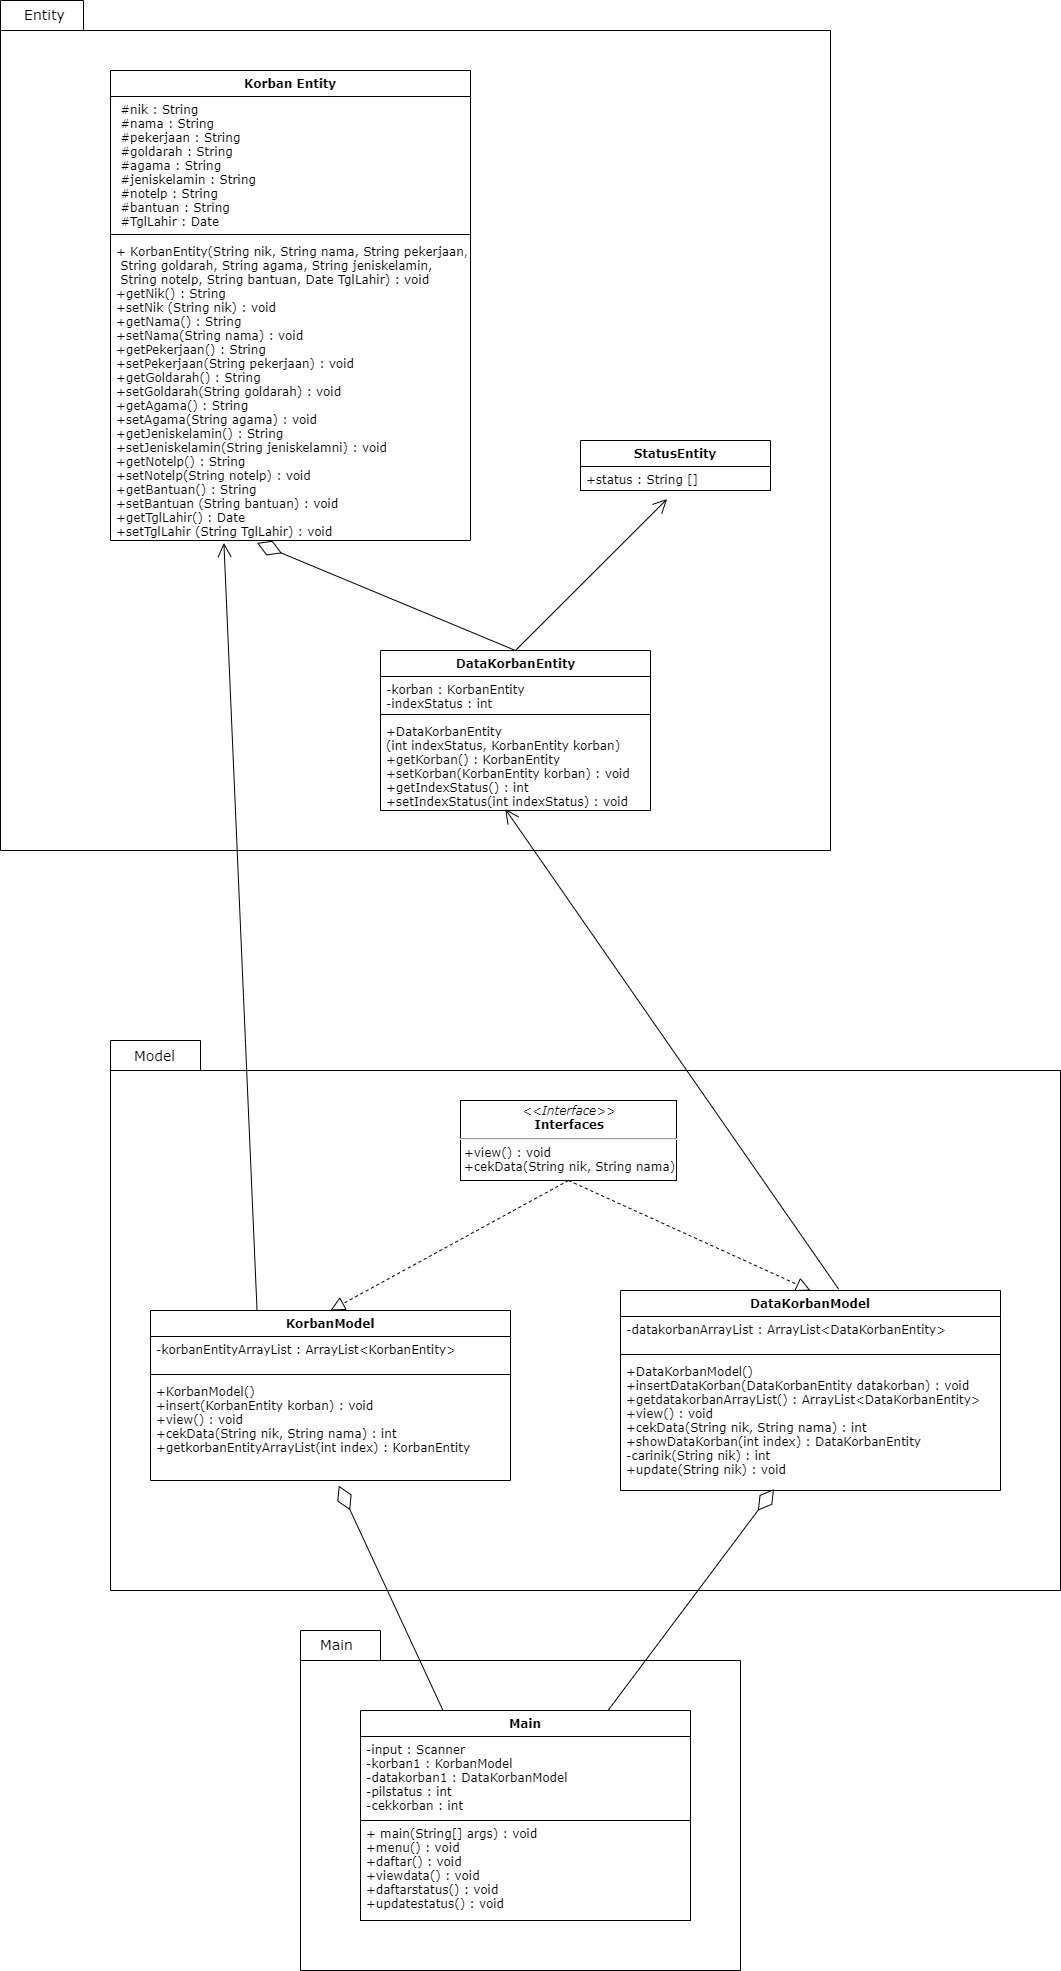 Entity
Korban Entity
#nik : String
#nama : String
#pekerjaan : String
#goldarah : String
#agama : String
#jeniskelamin : String
#notelp : String
#bantuan : String
#TglLahir : Date
+ KorbanEntity(String nik, String nama, String pekerjaan,
String goldarah, String agama, String jeniskelamin,
String notelp, String bantuan, Date TglLahir) : void
+getNik() : String
+setNik (String nik) : void
+getNama() : String
+setNama(String nama) : void
+getPekerjaan() : String
+setPekerjaan(String pekerjaan) : void
+getGoldarah() : String
+setGoldarah(String goldarah) : void
+getAgama() : String
+setAgama(String agama) : void
+getJeniskelamin() : String
+setJeniskelamin(String jeniskelamni) : void
+getNotelp() : String
+setNotelp(String notelp) : void
+getBantuan() : String
+setBantuan (String bantuan) : void
+getTglLahir() : Date
+setTglLahir (String TglLahir) : void
StatusEntity
+status : String []
DataKorbanEntity
-korban : KorbanEntity
-indexStatus : int
+DataKorbanEntity
(int indexStatus, KorbanEntity korban)
+getKorban() : KorbanEntity
+setKorban(KorbanEntity korban) : void
+getIndexStatus() : int
+setIndexStatus(int indexStatus) : void
Model
<<Interface>>
Interfaces
+view() : void
+cekData(String nik, String nama)
KorbanModel
-korbanEntityArrayList : ArrayList<KorbanEntity>
+KorbanModel()
+insert(KorbanEntity korban) : void
+view() : void
+cekData(String nik, String nama) : int
+getkorbanEntityArrayList(int index) : KorbanEntity
DataKorbanModel
-datakorbanArrayList : ArrayList<DataKorbanEntity>
+DataKorbanModel()
+insertDataKorban(DataKorbanEntity datakorban) : void
+getdatakorbanArrayList() : ArrayList<DataKorbanEntity>
+view() : void
+cekData(String nik, String nama) : int
+showDataKorban(int index) : DataKorbanEntity
-carinik(String nik) : int
+update(String nik) : void
Main
Main
-input : Scanner
-korban1 : KorbanModel
-datakorban1 : DataKorbanModel
-pilstatus : int
-cekkorban : int
+ main(String[] args) : void
+menu() : void
+daftar() : void
+viewdata() : void
+daftarstatus() : void
+updatestatus() : void